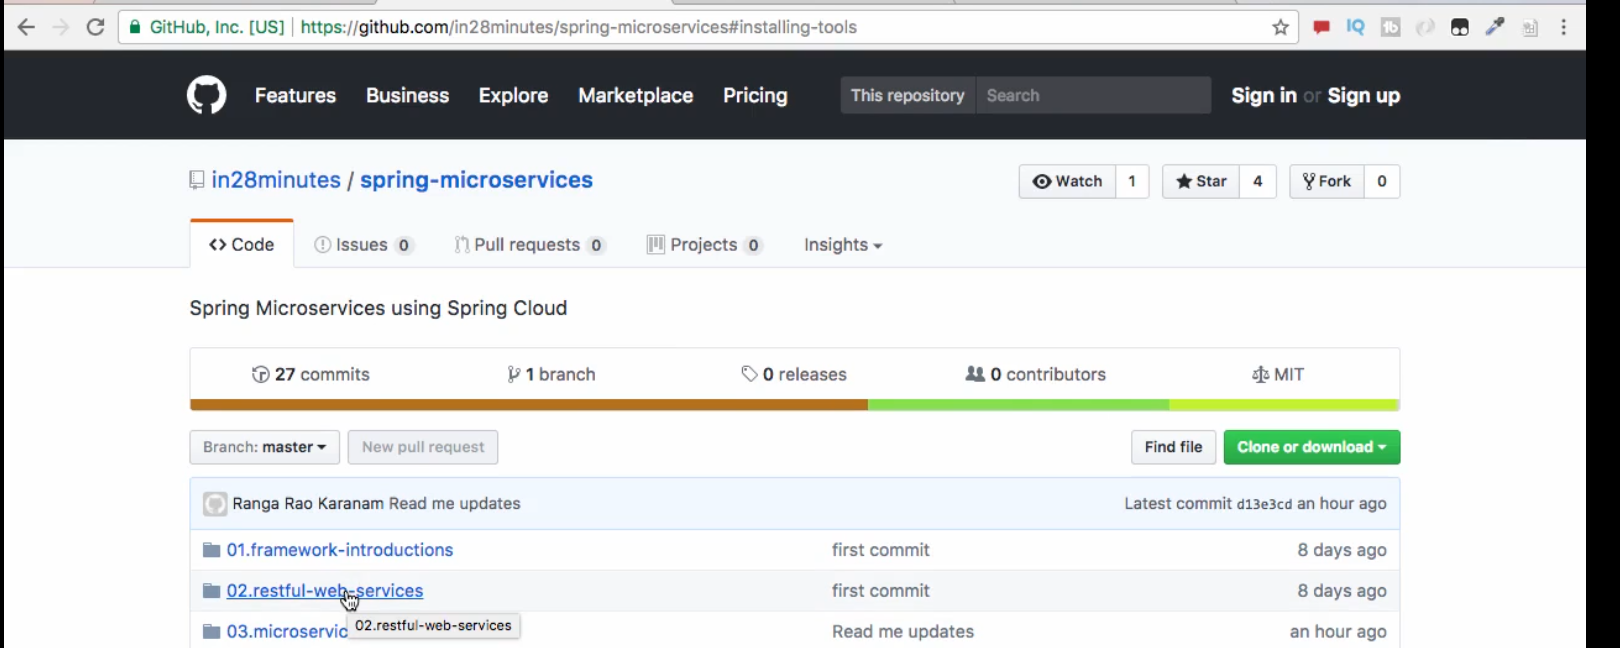 GitHub, Inc. [US] | https://github.com/in28minutes/spring-microservices#installing-tools
Features Business Explore Marketplace Pricing This repository Search Sign in or Sign up
in28minutes / spring-microservices Watch 1 Star 4 Fork 0
Code Issues 0 Pull requests 0 Projects 0 Insights
Spring Microservices using Spring Cloud
27 commits 1 branch 0 releases 0 contributors MIT
Branch: master New pull request Find file Clone or download
Ranga Rao Karanam Read me updates Latest commit d13e3cd an hour ago
01.framework-introductions first commit 8 days ago
02.restful-web-services first commit 8 days ago
02.restful-web-services
03.microservic Read me updates an hour ago